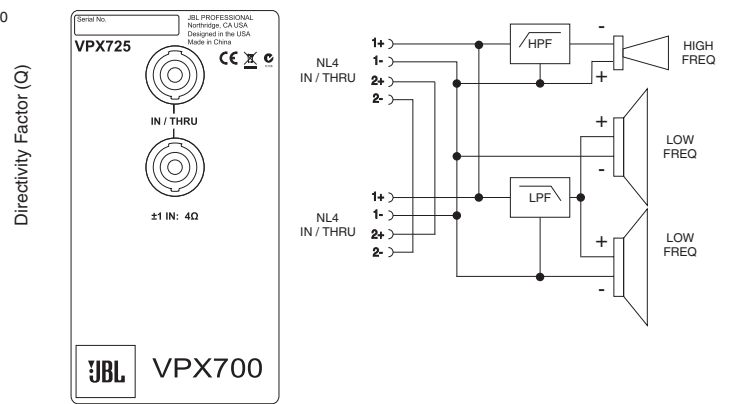 0
Directivity Factor (Q)
Serial No.
JBL PROFESSIONAL
Northridge, CA USA
Designed in the USA
Made in China
VPX725
CE
IN / THRU
±1 IN: 4Ω
JBL
VPX700
NL4
IN / THRU
1+
1-
2+
2-
HPF
-
+
HIGH
FREQ
+
-
LOW
FREQ
NL4
IN / THRU
1+
1-
2+
2-
LPF
+
-
LOW
FREQ